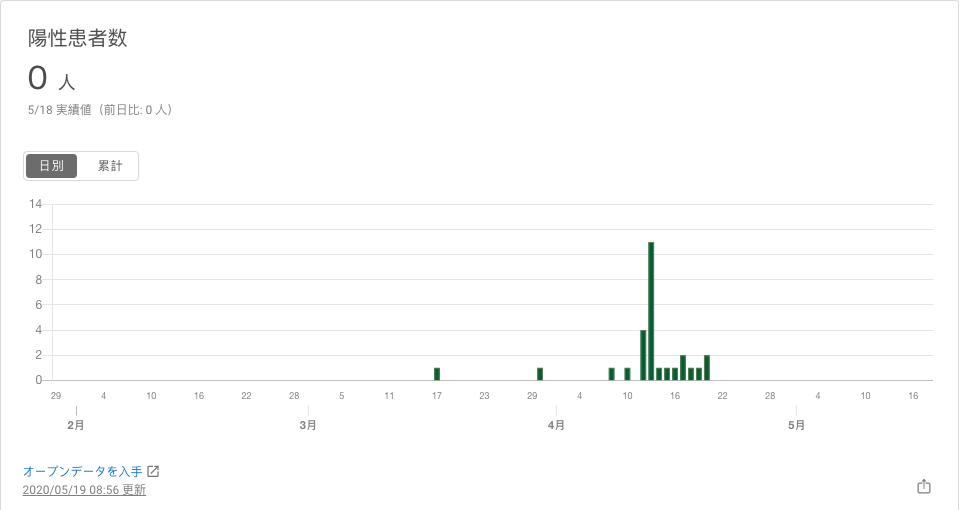 陽性患者数
0 人
5/18 実績値（前日比: 0 人）
日別 累計
14
12
10
8
6
4
2
0
29 4 10 16 22 28 5 11 17 23 29 4 10 16 22 28 4 10 16
2月 3月 4月 5月
オープンデータを入手
2020/05/19 08:56 更新